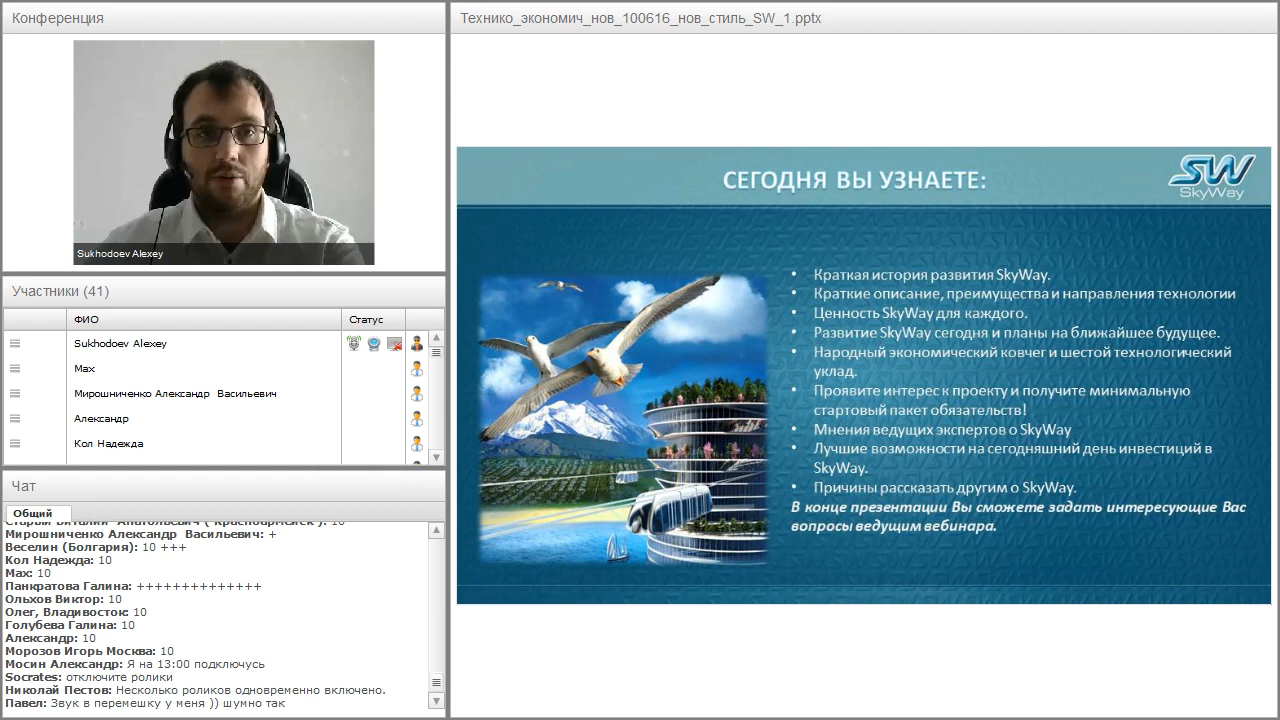 Конференция
Sukhodoev Alexey
Участники (41)
ФИО
Статус
Sukhodoev Alexey
Max
Мирошниченко Александр Васильевич
Александр
Кол Надежда
Чат
Общий
Старый Виталий Анатольевич ( Красноармейск ): 10
Мирошниченко Александр Васильевич: +
Веселин (Болгария): 10 +++
Кол Надежда: 10
Max: 10
Панкратова Галина: ++++++++++++++
Ольхов Виктор: 10
Олег, Владивосток: 10
Голубева Галина: 10
Александр: 10
Морозов Игорь Москва: 10
Мосин Александр: Я на 13:00 подключусь
Socrates: отключите ролики
Николай Пестов: Несколько роликов одновременно включено.
Павел: Звук в перемешку у меня )) шумно так
Технико_экономич_нов_100616_нов_стиль_SW_1.pptx
СЕГОДНЯ ВЫ УЗНАЕТЕ:
SW
SkyWay
• Краткая история развития SkyWay.
• Краткие описание, преимущества и направления технологии
• Ценность SkyWay для каждого.
• Развитие SkyWay сегодня и планы на ближайшее будущее.
• Народный экономический ковчег и шестой технологический
уклад.
• Проявите интерес к проекту и получите минимальную
стартовый пакет обязательств!
• Мнения ведущих экспертов о SkyWay
• Лучшие возможности на сегодняшний день инвестиций в
SkyWay.
• Причины рассказать другим о SkyWay.
В конце презентации Вы сможете задать интересующие Вас
вопросы ведущим вебинара.